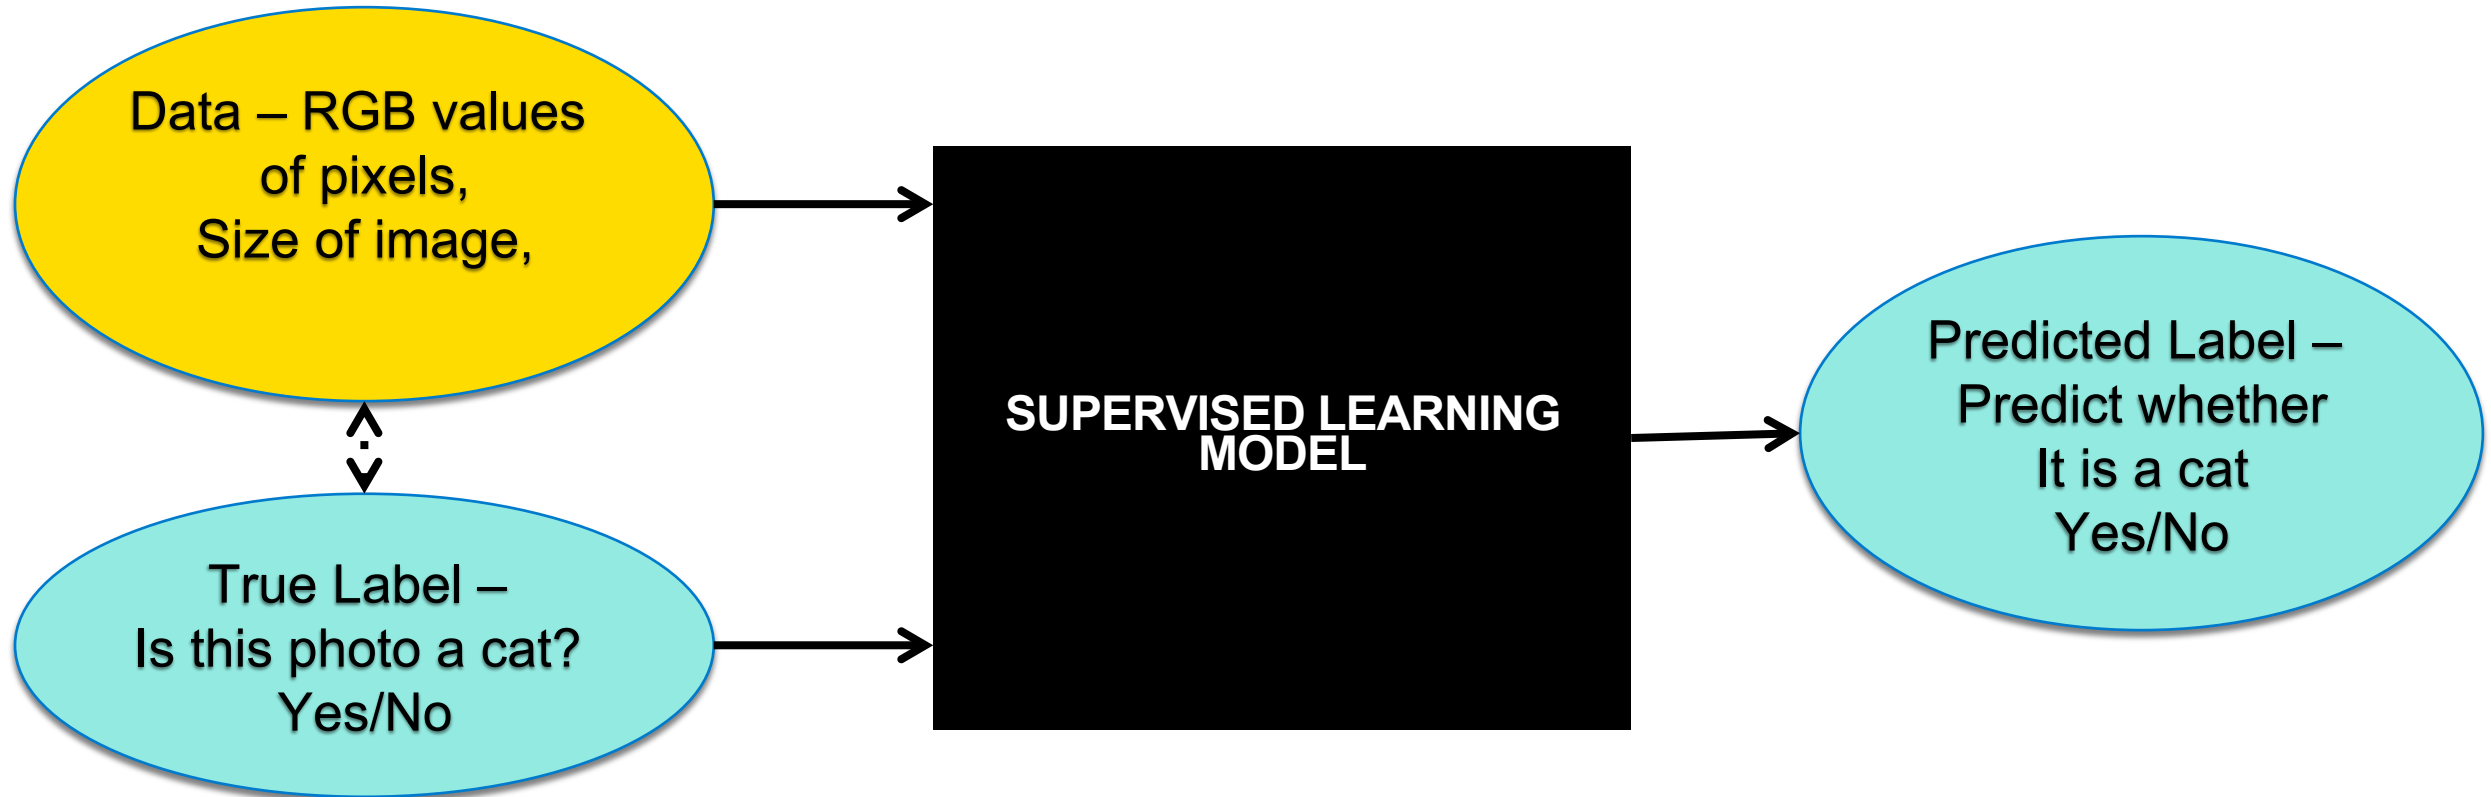 Data – RGB values
of pixels,
Size of image,
True Label –
Is this photo a cat?
Yes/No
SUPERVISED LEARNING
MODEL
Predicted Label –
Predict whether
It is a cat
Yes/No